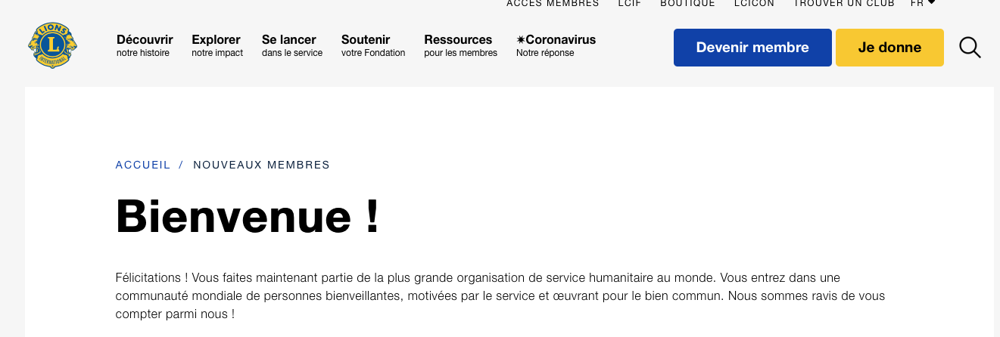 ACCÈS MEMBRES LCIF BOUTIQUE LCICON TROUVER UN CLUB FR
LIONS
L
INTERNATIONAL
Découvrir
notre histoire
Explorer
notre impact
Se lancer
dans le service
Soutenir
votre Fondation
Ressources
pour les membres
✷Coronavirus
Notre réponse
Devenir membre
Je donne
ACCUEIL / NOUVEAUX MEMBRES
Bienvenue !
Félicitations ! Vous faites maintenant partie de la plus grande organisation de service humanitaire au monde. Vous entrez dans une
communauté mondiale de personnes bienveillantes, motivées par le service et œuvrant pour le bien commun. Nous sommes ravis de vous
compter parmi nous !